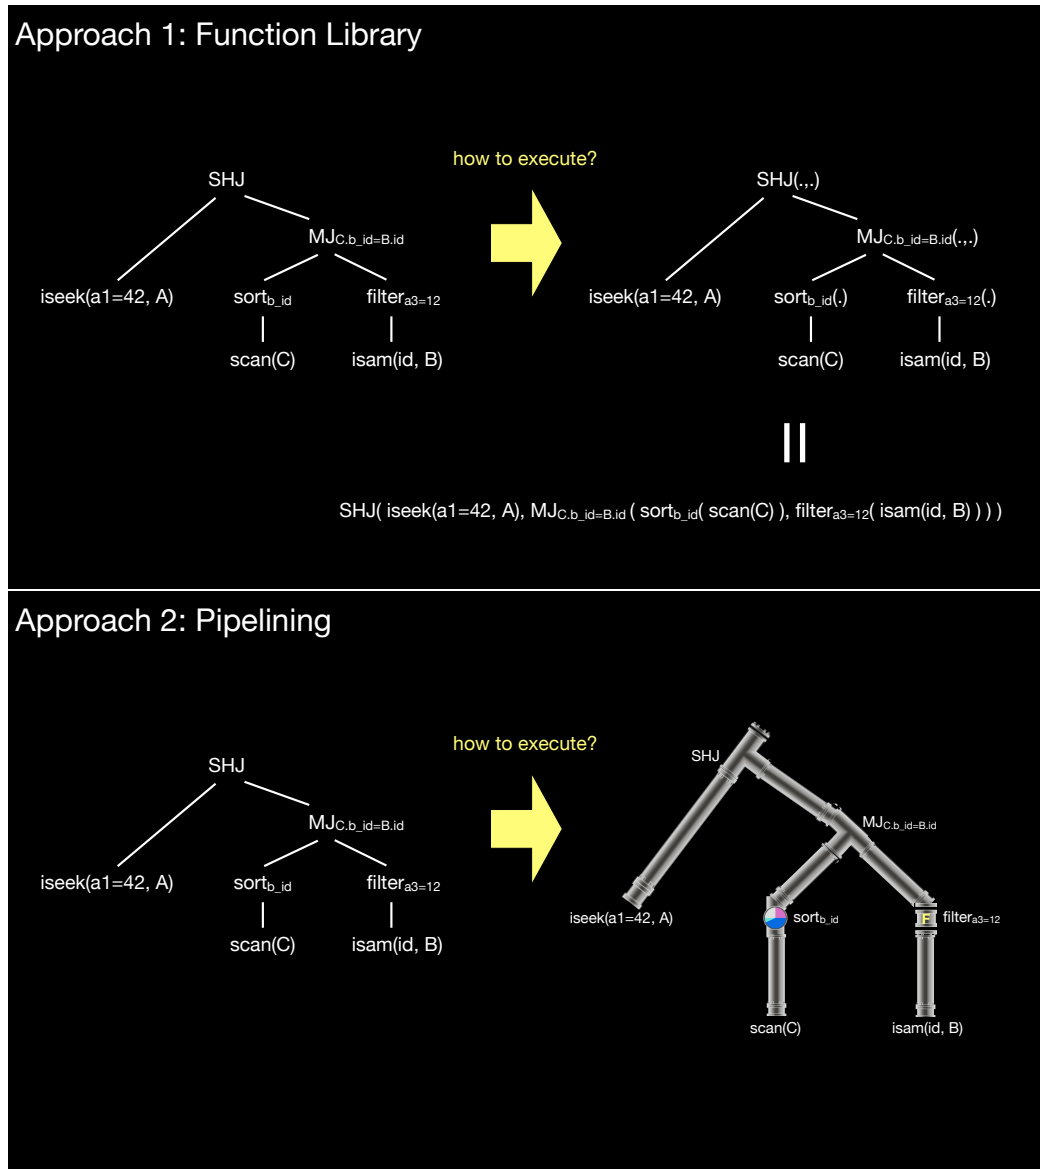 Approach 1: Function Library
how to execute?
SHJ
SHJ(.,.)
MJC.b_id=B.id
MJC.b_id=B.id(.,.)
iseek(a1=42, A)
sortb_id
filtera3=12
iseek(a1=42, A)
sortb_id(.)
filtera3=12(.)
scan(C)
isam(id, B)
scan(C)
isam(id, B)
SHJ( iseek(a1=42, A), MJC.b_id=B.id ( sortb_id( scan(C) ), filtera3=12( isam(id, B) ) ) )
Approach 2: Pipelining
how to execute?
SHJ
SHJ
MJC.b_id=B.id
MJC.b_id=B.id
iseek(a1=42, A)
sortb_id
filtera3=12
iseek(a1=42, A)
sortb_id
F
filtera3=12
scan(C)
isam(id, B)
scan(C)
isam(id, B)